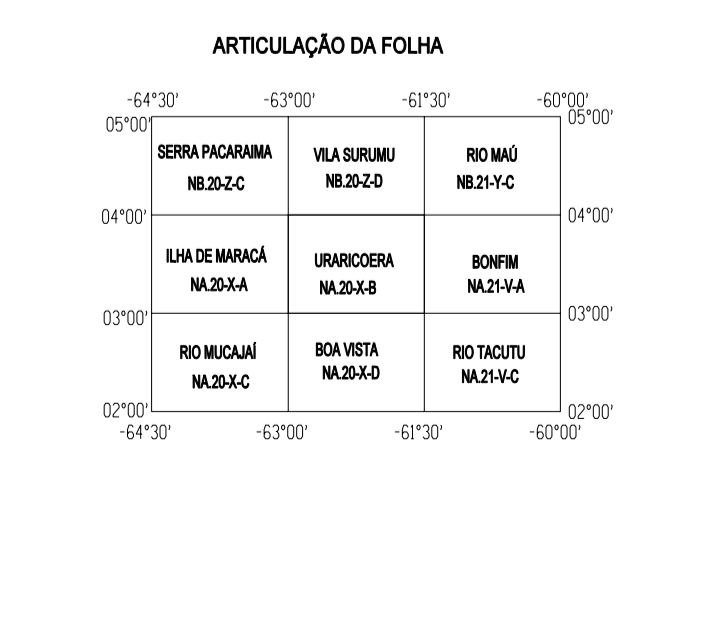 ARTICULAÇÃO DA FOLHA
-64°30' -63°00' -61°30' -60°00'
05°00' 05°00'
SERRA PACARAIMA VILA SURUMU RIO MAÚ
NB.20-Z-C NB.20-Z-D NB.21-Y-C
04°00' 04°00'
ILHA DE MARACÁ URARICOERA BONFIM
NA.20-X-A NA.20-X-B NA.21-V-A
03°00' 03°00'
RIO MUCAJAÍ BOA VISTA RIO TACUTU
NA.20-X-C NA.20-X-D NA.21-V-C
02°00' 02°00'
-64°30' -63°00' -61°30' -60°00'